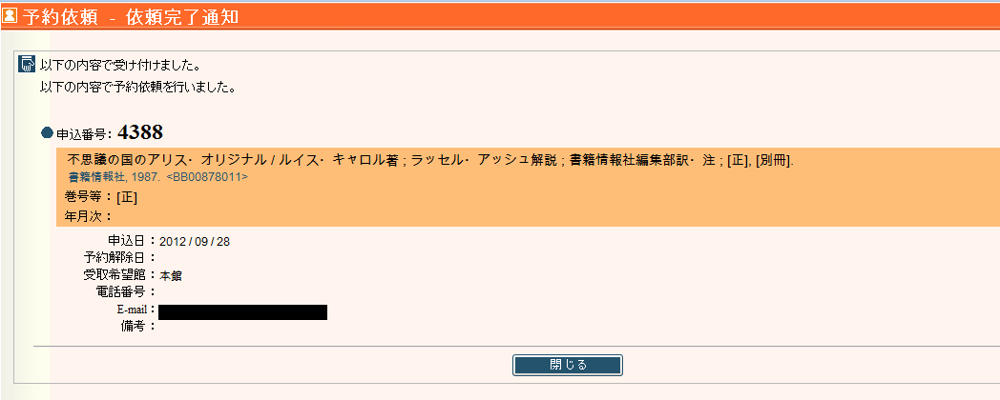 予約依頼 - 依頼完了通知
以下の内容で受け付けました。
以下の内容で予約依頼を行いました。
申込番号: 4388
不思議の国のアリス・オリジナル / ルイス・キャロル著 ; ラッセル・アッシュ解説 ; 書籍情報社編集部訳・注 ; [正], [別冊].
書籍情報社, 1987. <BB00878011>
巻号等 : [正]
年月次 :
申込日 : 2012 / 09 / 28
予約解除日 :
受取希望館 : 本館
電話番号 :
E-mail :
備考 :
閉じる